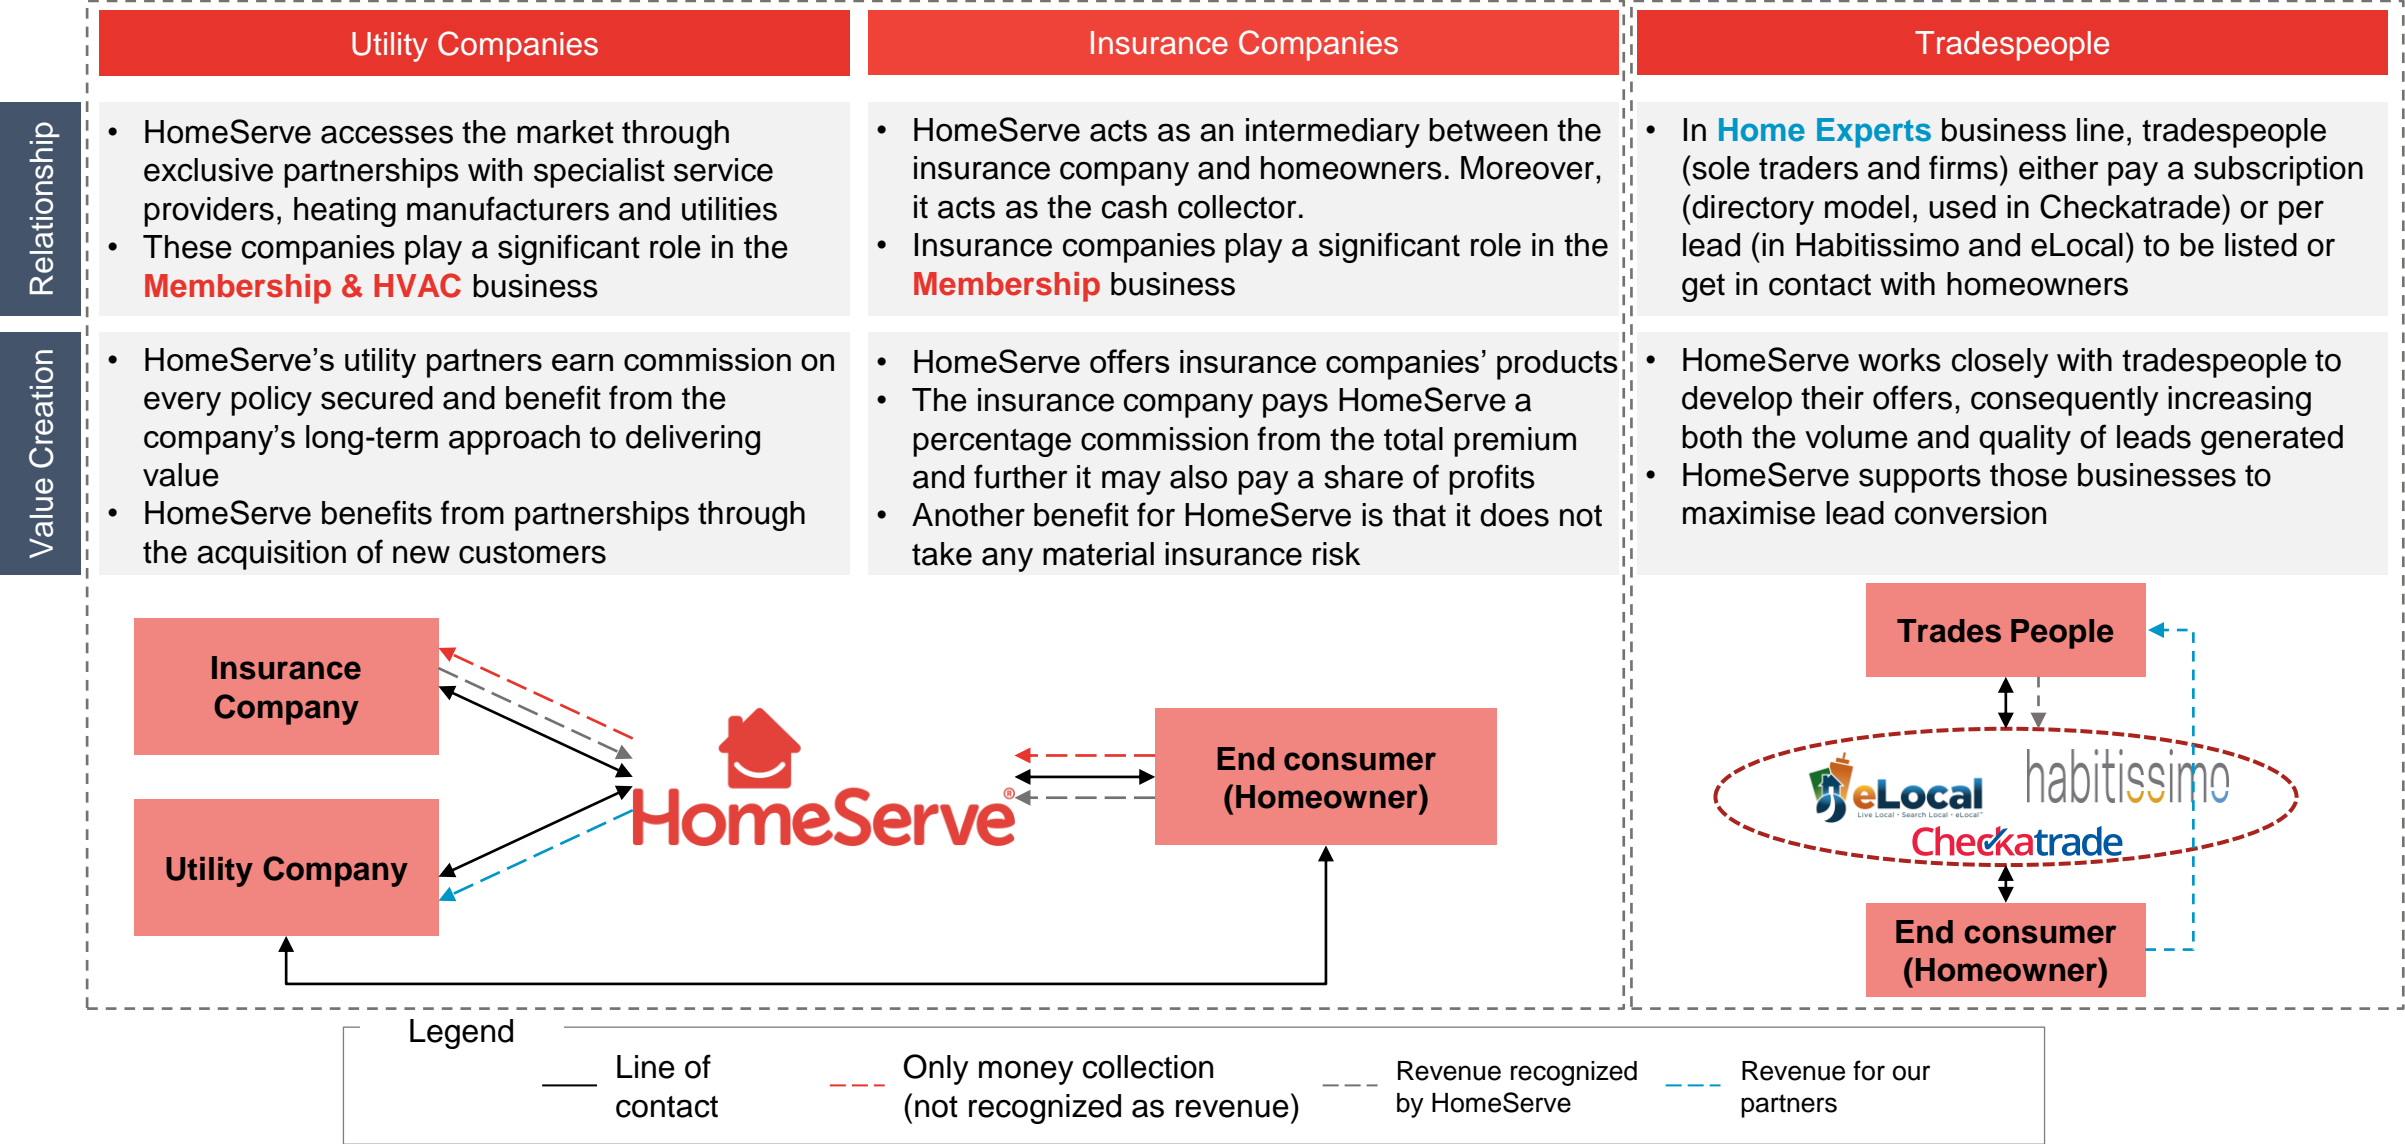 Utility Companies
Insurance Companies
Tradespeople
Relationship
• HomeServe accesses the market through
exclusive partnerships with specialist service
providers, heating manufacturers and utilities
• These companies play a significant role in the
Membership & HVAC business
• HomeServe acts as an intermediary between the
insurance company and homeowners. Moreover,
it acts as the cash collector.
• Insurance companies play a significant role in the
Membership business
• In Home Experts business line, tradespeople
(sole traders and firms) either pay a subscription
(directory model, used in Checkatrade) or per
lead (in Habitissimo and eLocal) to be listed or
get in contact with homeowners
Value Creation
• HomeServe’s utility partners earn commission on
every policy secured and benefit from the
company’s long-term approach to delivering
value
• HomeServe benefits from partnerships through
the acquisition of new customers
• HomeServe offers insurance companies’ products
• The insurance company pays HomeServe a
percentage commission from the total premium
and further it may also pay a share of profits
• Another benefit for HomeServe is that it does not
take any material insurance risk
• HomeServe works closely with tradespeople to
develop their offers, consequently increasing
both the volume and quality of leads generated
• HomeServe supports those businesses to
maximise lead conversion
Insurance
Company
Utility Company
HomeServe®
End consumer
(Homeowner)
Trades People
eLocal
Live Local • Search Local • eLocal
habitissimo
Checkatrade
End consumer
(Homeowner)
Legend
Line of
contact
Only money collection
(not recognized as revenue)
Revenue recognized
by HomeServe
Revenue for our
partners